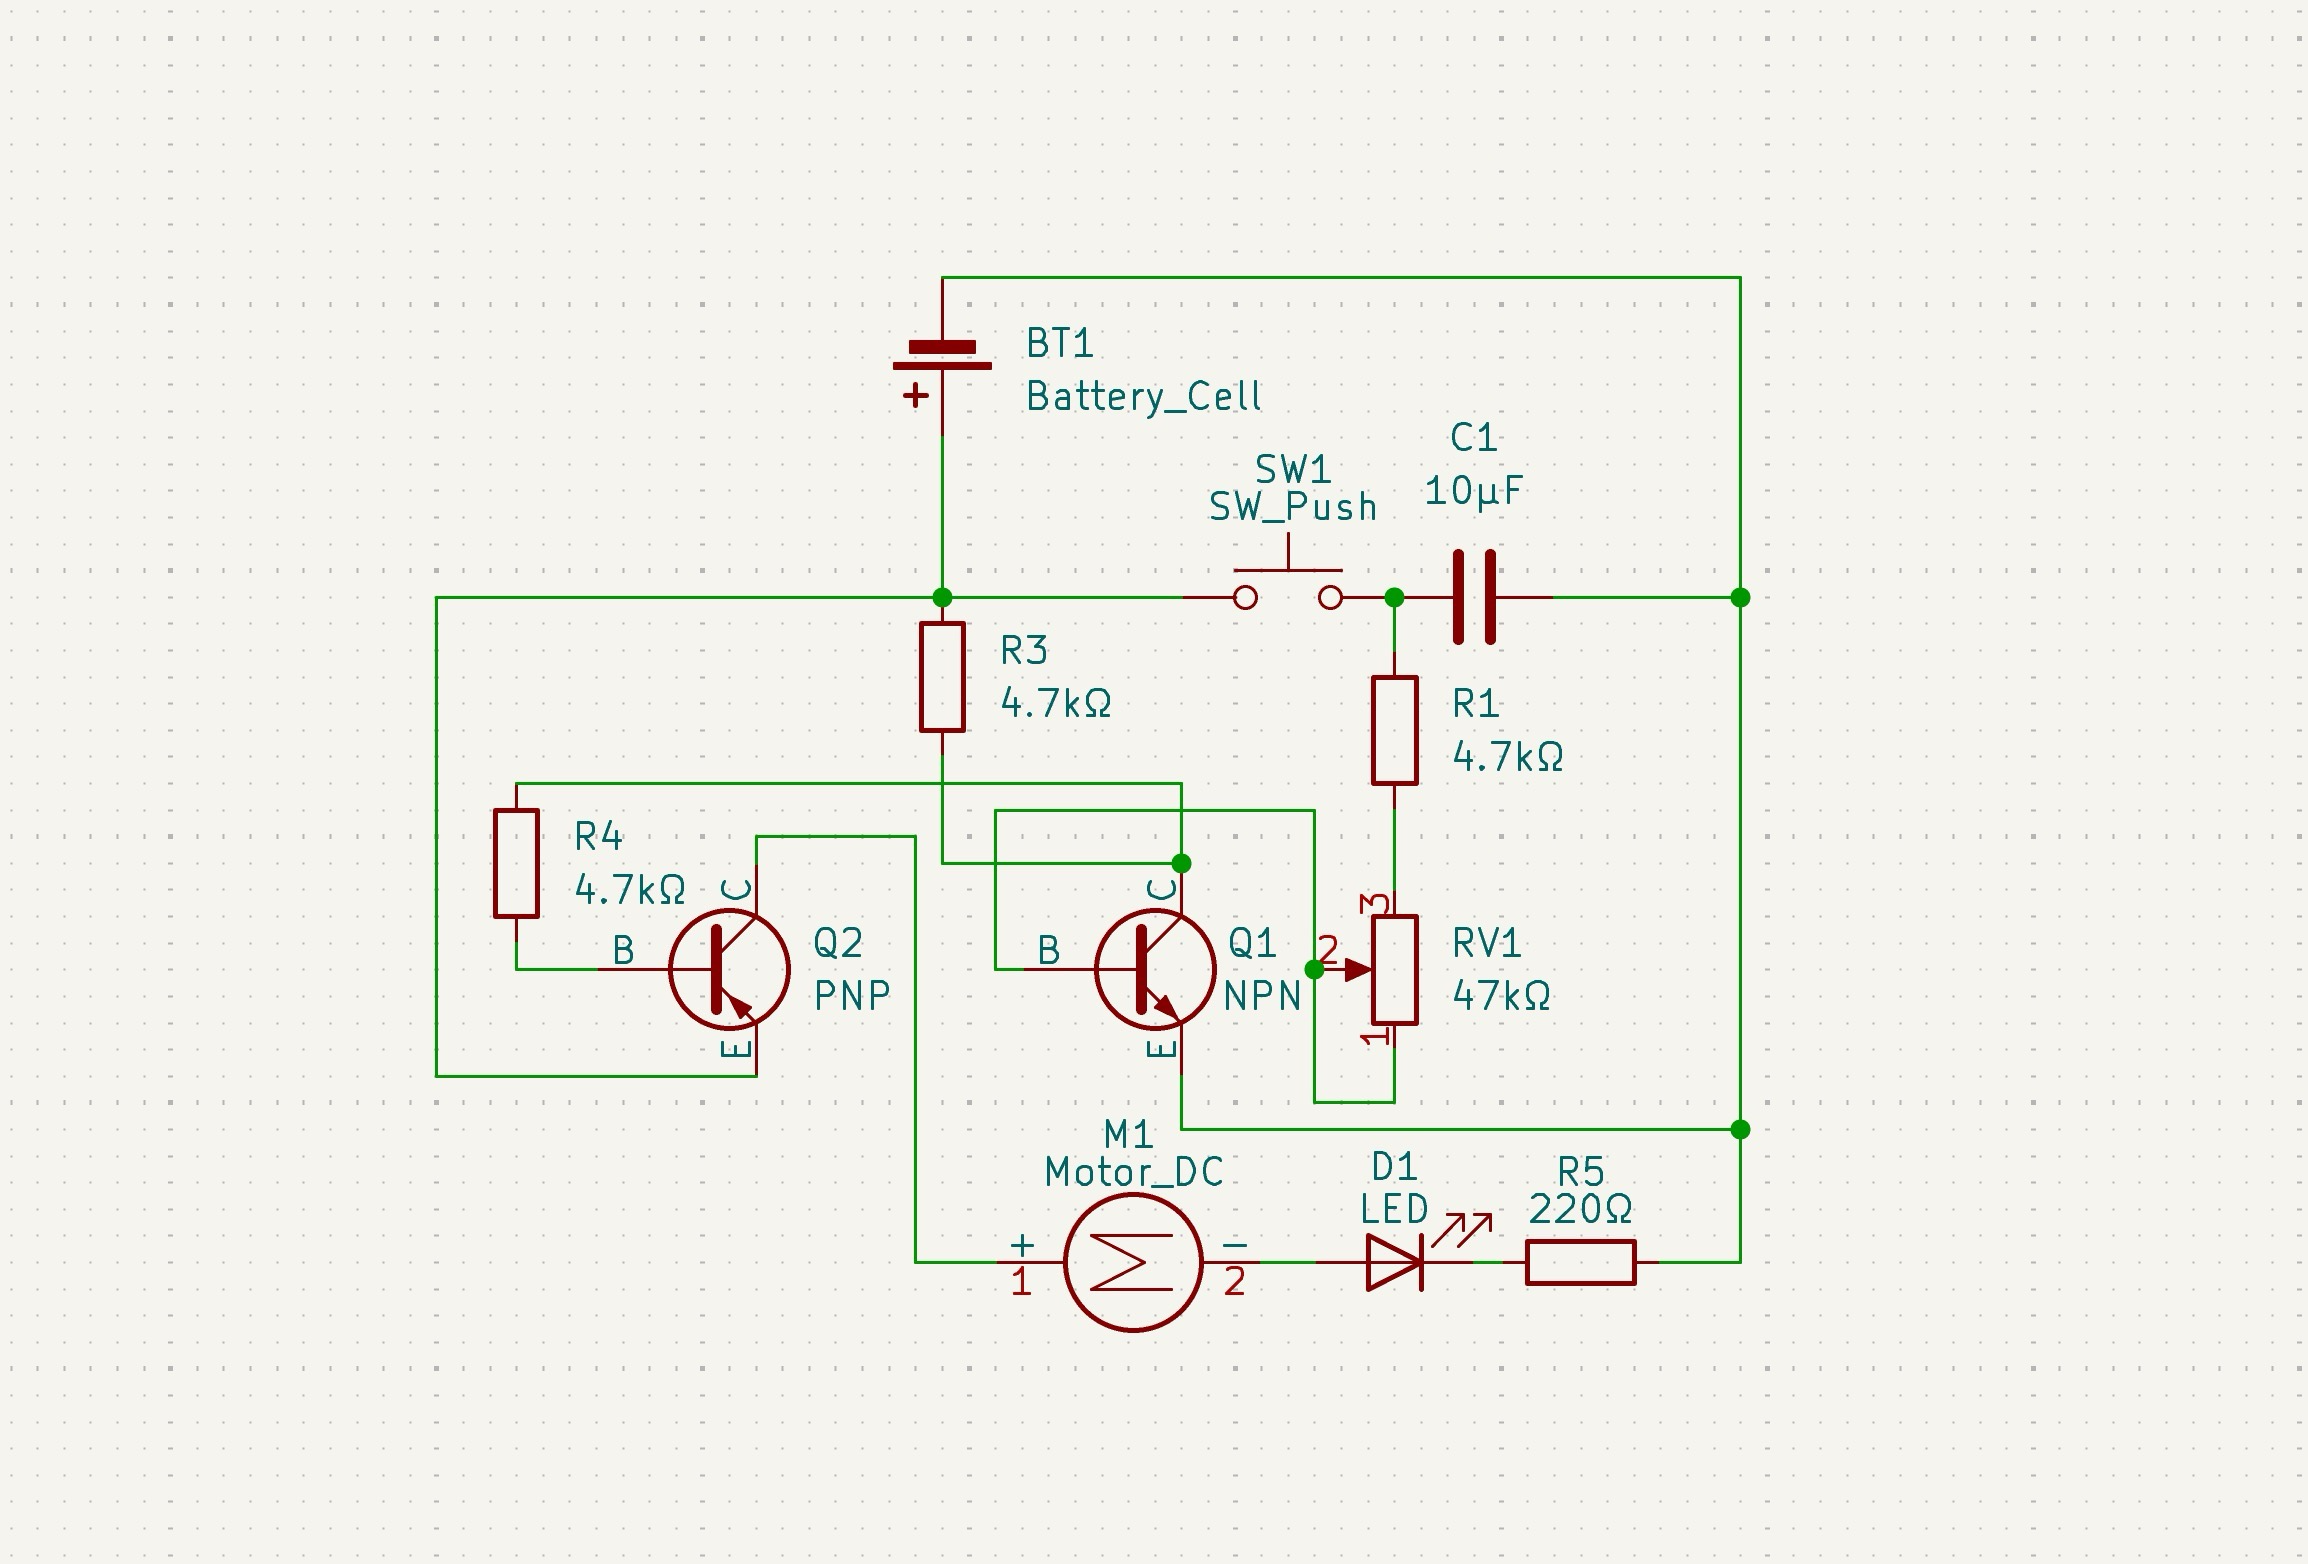 BT1
Battery_Cell
+
C1
10µF
SW1
SW_Push
R3
4.7kΩ
R1
4.7kΩ
R4
4.7kΩ
C
B
Q2
PNP
E
C
B
Q1
NPN
E
3
2
RV1
47kΩ
1
M1
Motor_DC
+
1
−
2
D1
LED
R5
220Ω